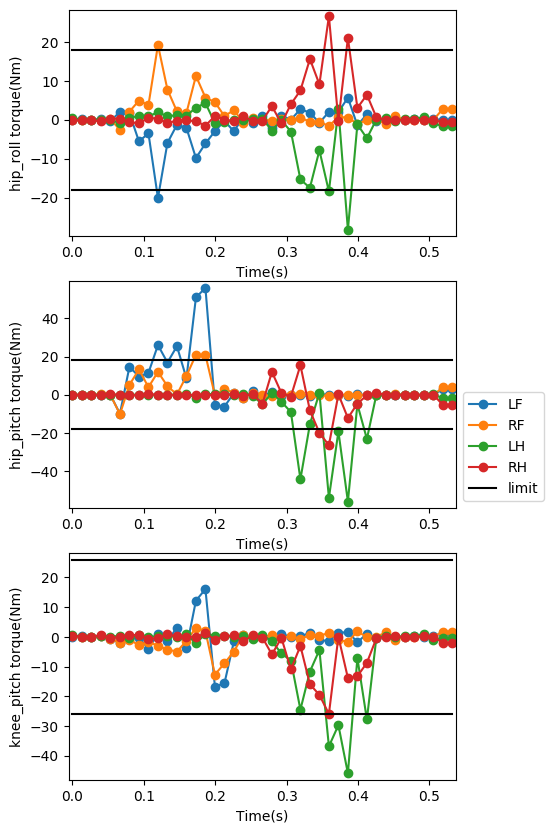 20
10
0
−10
−20
hip_roll torque(Nm)
0.0 0.1 0.2 0.3 0.4 0.5
Time(s)
40
20
0
−20
−40
hip_pitch torque(Nm)
0.0 0.1 0.2 0.3 0.4 0.5
Time(s)
LF
RF
LH
RH
limit
20
10
0
−10
−20
−30
−40
knee_pitch torque(Nm)
0.0 0.1 0.2 0.3 0.4 0.5
Time(s)